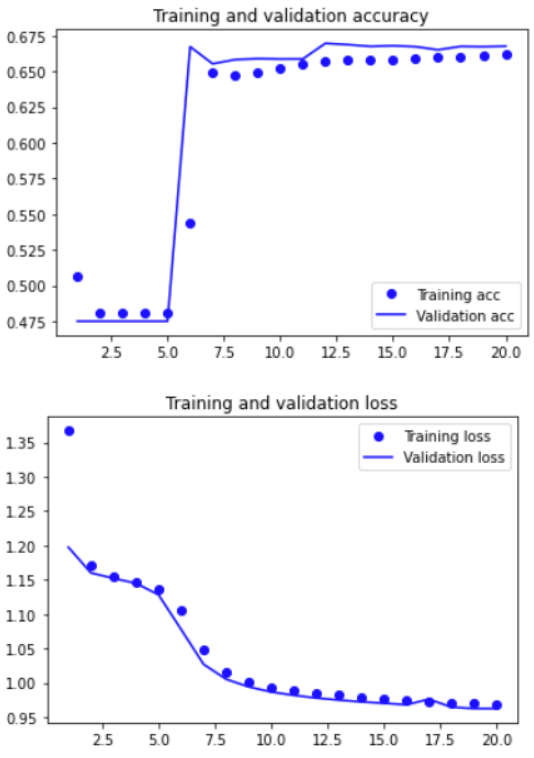 Training and validation accuracy
0.675
0.650
0.625
0.600
0.575
0.550
0.525
0.500
0.475
Training acc
Validation acc
2.5 5.0 7.5 10.0 12.5 15.0 17.5 20.0
Training and validation loss
1.35
1.30
1.25
1.20
1.15
1.10
1.05
1.00
0.95
Training loss
Validation loss
2.5 5.0 7.5 10.0 12.5 15.0 17.5 20.0